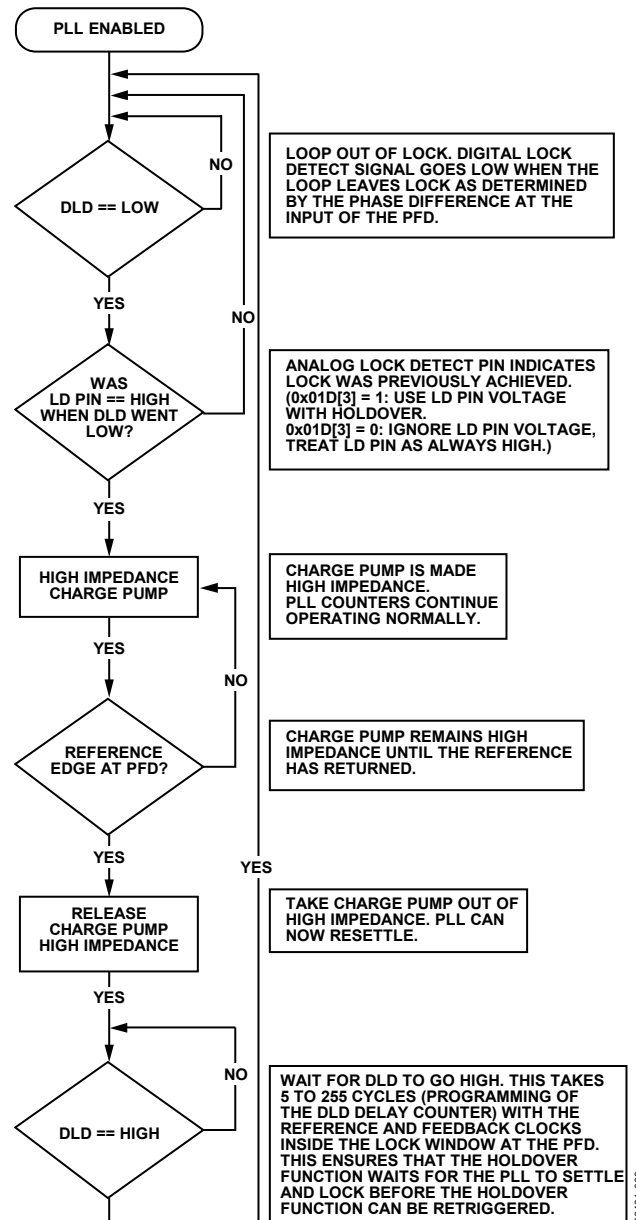 PLL ENABLED
NO
DLD == LOW
LOOP OUT OF LOCK. DIGITAL LOCK
DETECT SIGNAL GOES LOW WHEN THE
LOOP LEAVES LOCK AS DETERMINED
BY THE PHASE DIFFERENCE AT THE
INPUT OF THE PFD.
YES
NO
WAS
LD PIN == HIGH
WHEN DLD WENT
LOW?
ANALOG LOCK DETECT PIN INDICATES
LOCK WAS PREVIOUSLY ACHIEVED.
(0x01D[3] = 1: USE LD PIN VOLTAGE
WITH HOLDOVER.
0x01D[3] = 0: IGNORE LD PIN VOLTAGE,
TREAT LD PIN AS ALWAYS HIGH.)
YES
HIGH IMPEDANCE
CHARGE PUMP
CHARGE PUMP IS MADE
HIGH IMPEDANCE.
PLL COUNTERS CONTINUE
OPERATING NORMALLY.
YES
NO
REFERENCE
EDGE AT PFD?
CHARGE PUMP REMAINS HIGH
IMPEDANCE UNTIL THE REFERENCE
HAS RETURNED.
YES
YES
RELEASE
CHARGE PUMP
HIGH IMPEDANCE
TAKE CHARGE PUMP OUT OF
HIGH IMPEDANCE. PLL CAN
NOW RESETTLE.
YES
NO
DLD == HIGH
WAIT FOR DLD TO GO HIGH. THIS TAKES
5 TO 255 CYCLES (PROGRAMMING OF
THE DLD DELAY COUNTER) WITH THE
REFERENCE AND FEEDBACK CLOCKS
INSIDE THE LOCK WINDOW AT THE PFD.
THIS ENSURES THAT THE HOLDOVER
FUNCTION WAITS FOR THE PLL TO SETTLE
AND LOCK BEFORE THE HOLDOVER
FUNCTION CAN BE RETRIGGERED.